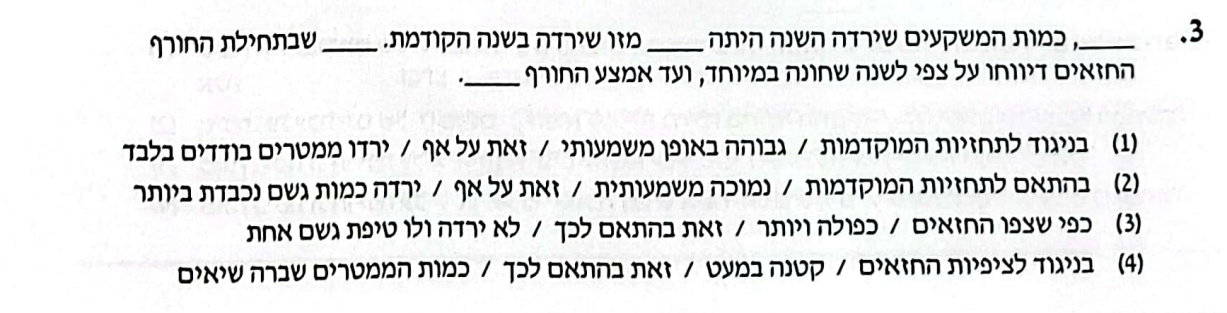 3. _____, כמות המשקעים שירדה השנה היתה _____ מזו שירדה בשנה הקודמת. _____ שבתחילת החורף
החזאים דיווחו על צפי לשנה שחונה במיוחד, ועד אמצע החורף _____.
(1) בניגוד לתחזיות המוקדמות / גבוהה באופן משמעותי / זאת על אף / ירדו ממטרים בודדים בלבד
(2) בהתאם לתחזיות המוקדמות / נמוכה משמעותית / זאת על אף / ירדה כמות גשם נכבדת ביותר
(3) כפי שצפו החזאים / כפולה ויותר / זאת בהתאם לכך / לא ירדה ולו טיפת גשם אחת
(4) בניגוד לציפיות החזאים / קטנה במעט / זאת בהתאם לכך / כמות הממטרים שברה שיאים